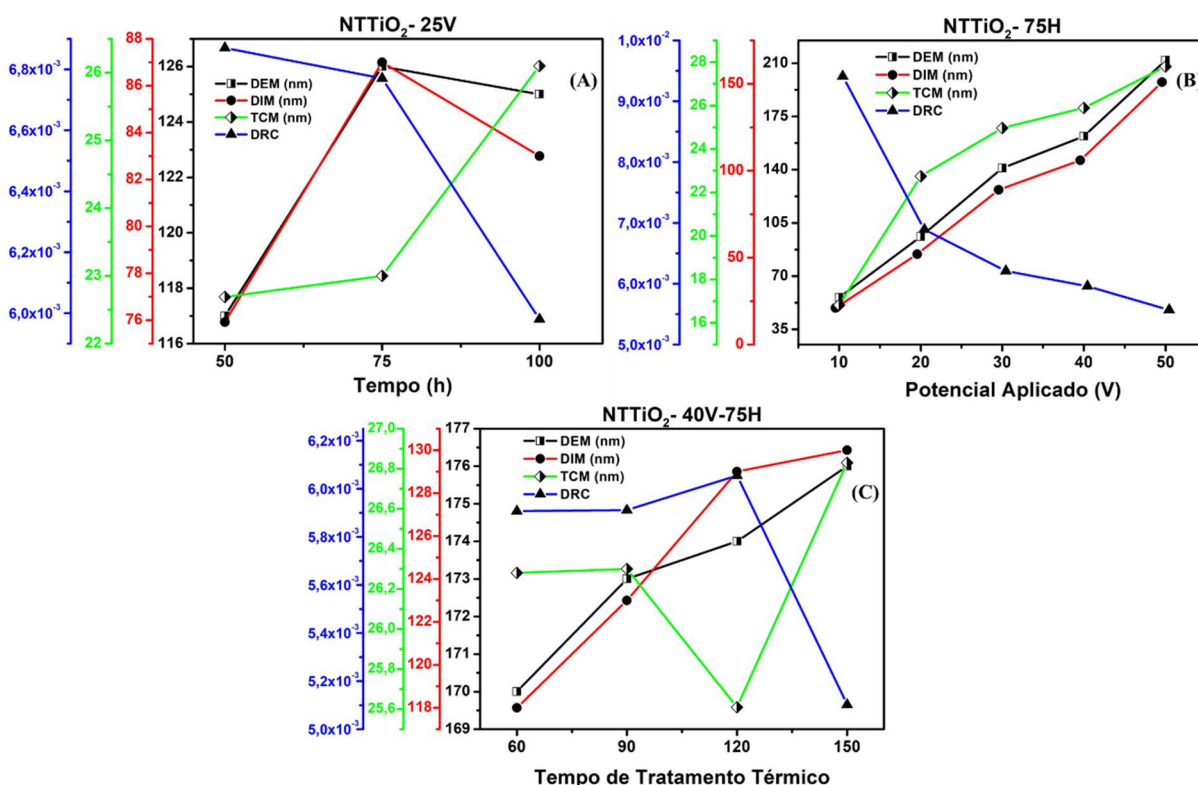 NTTiO₂- 25V
6,8x10⁻³
6,6x10⁻³
6,4x10⁻³
6,2x10⁻³
6,0x10⁻³
26
25
24
23
22
88
87
86
83
82
78
77
76
126
124
122
120
118
116
DEM (nm)
DIM (nm)
TCM (nm)
DRC
(A)
50 75 100
Tempo (h)
NTTiO₂- 75H
1,0x10⁻²
9,0x10⁻³
8,0x10⁻³
7,0x10⁻³
6,0x10⁻³
5,0x10⁻³
28
26
24
22
20
18
16
150
100
50
0
210
175
140
105
70
35
DEM (nm)
DIM (nm)
TCM (nm)
DRC
(B)
10 20 30 40 50
Potencial Aplicado (V)
NTTiO₂- 40V-75H
6,2x10⁻³
6,0x10⁻³
5,8x10⁻³
5,6x10⁻³
5,4x10⁻³
5,2x10⁻³
5,0x10⁻³
27,0
26,8
26,6
26,4
26,3
26,0
25,8
25,6
130
129
126
124
122
120
118
177
176
175
174
173
171
170
169
DEM (nm)
DIM (nm)
TCM (nm)
DRC
(C)
60 90 120 150
Tempo de Tratamento Térmico